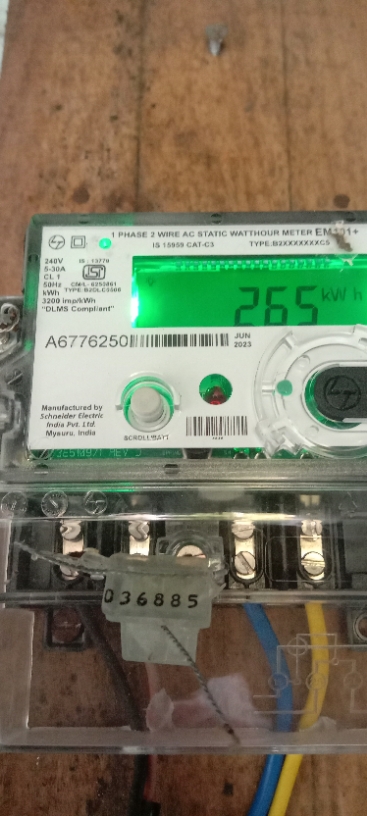 1 PHASE 2 WIRE AC STATIC WATTHOUR METER EM101+
IS 15959 CAT-C3 TYPE: B2XXXXXXXXC5
240V IS : 13779
5-30A
CL 1
50Hz CM/L-
kWh TYPE:
3200 imp/kWh
"DLMS Compliant"
265 kWh
A6776250
JUN
2023
Manufactured by
Schneider Electric
India Pvt. Ltd.
Mysuru, India
SCROLL/BATT
036885